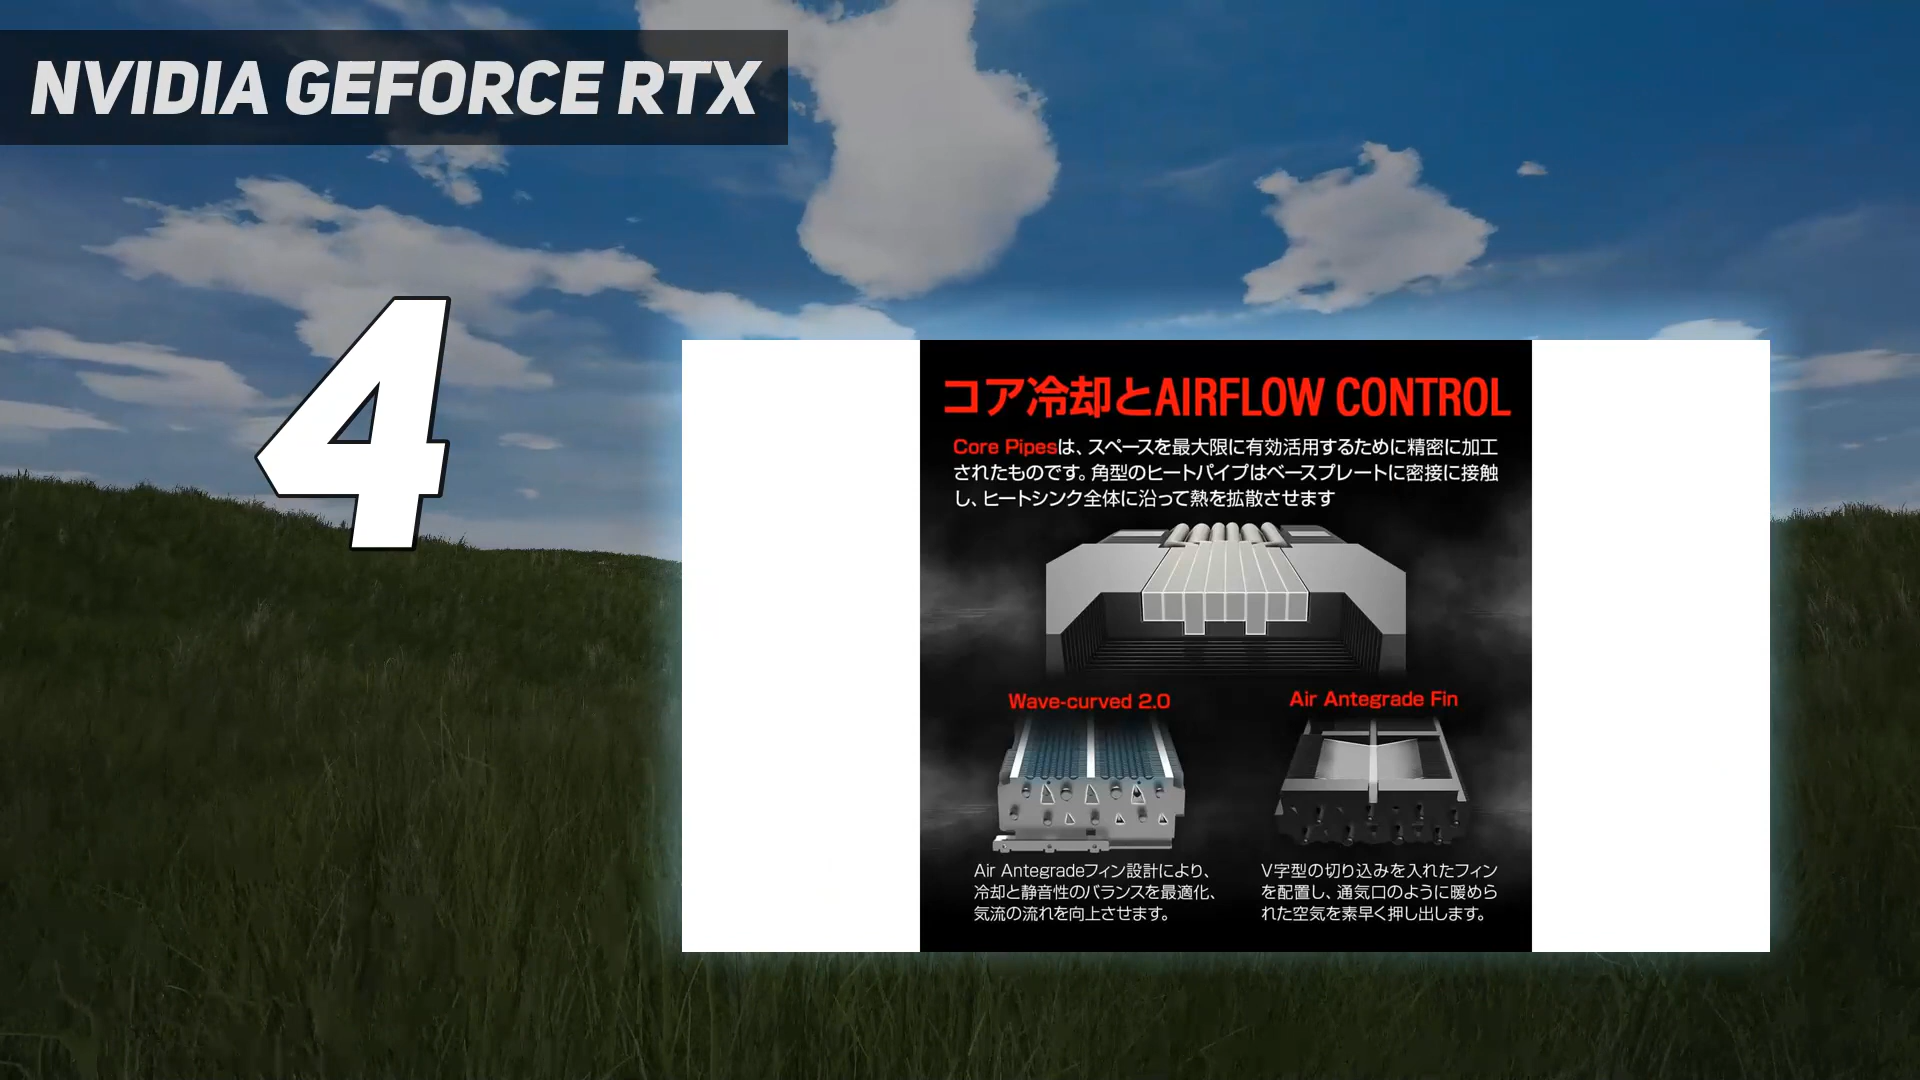 NVIDIA GEFORCE RTX
4
コア冷却とAIRFLOW CONTROL
Core Pipesは、スペースを最大限に有効活用するために精密に加工
されたものです。角型のヒートパイプはベースプレートに密接に接触
し、ヒートシンク全体に沿って熱を拡散させます
Wave-curved 2.0
Air Antegradeフィン設計により、
冷却と静音性のバランスを最適化、
気流の流れを向上させます。
Air Antegrade Fin
V字型の切り込みを入れたフィン
を配置し、通気口のように暖めら
れた空気を素早く押し出します。